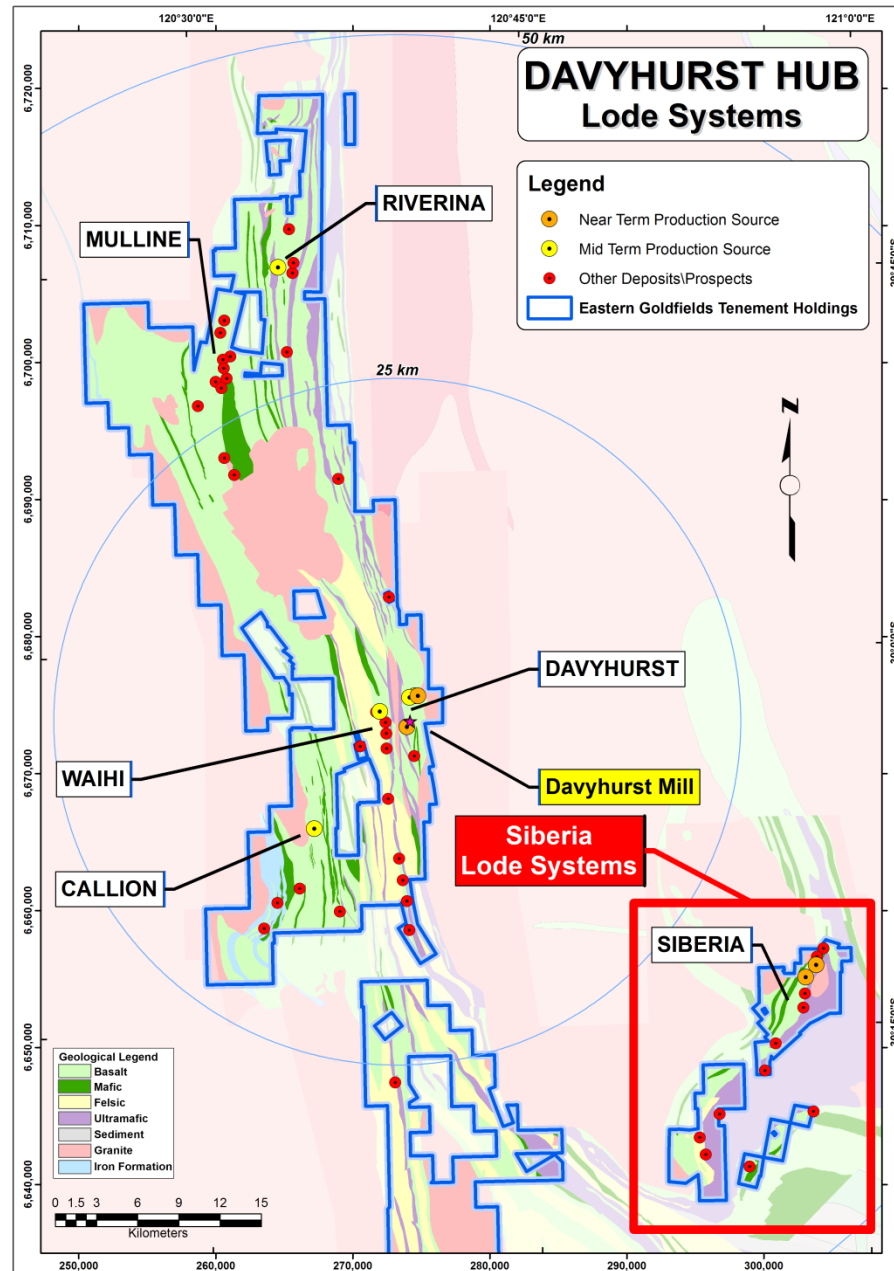 120°30'0"E
120°45'0"E
121°0'0"E
50 km
DAVYHURST HUB
Lode Systems
Legend
Near Term Production Source
Mid Term Production Source
Other Deposits\Prospects
Eastern Goldfields Tenement Holdings
6,720,000
6,710,000
6,700,000
6,690,000
6,680,000
6,670,000
6,660,000
6,650,000
6,640,000
RIVERINA
MULLINE
25 km
N
DAVYHURST
WAIHI
Davyhurst Mill
Siberia
Lode Systems
CALLION
SIBERIA
Geological Legend
Basalt
Mafic
Felsic
Ultramafic
Sediment
Granite
Iron Formation
0 1.5 3 6 9 12 15
Kilometers
250,000
260,000
270,000
280,000
290,000
300,000